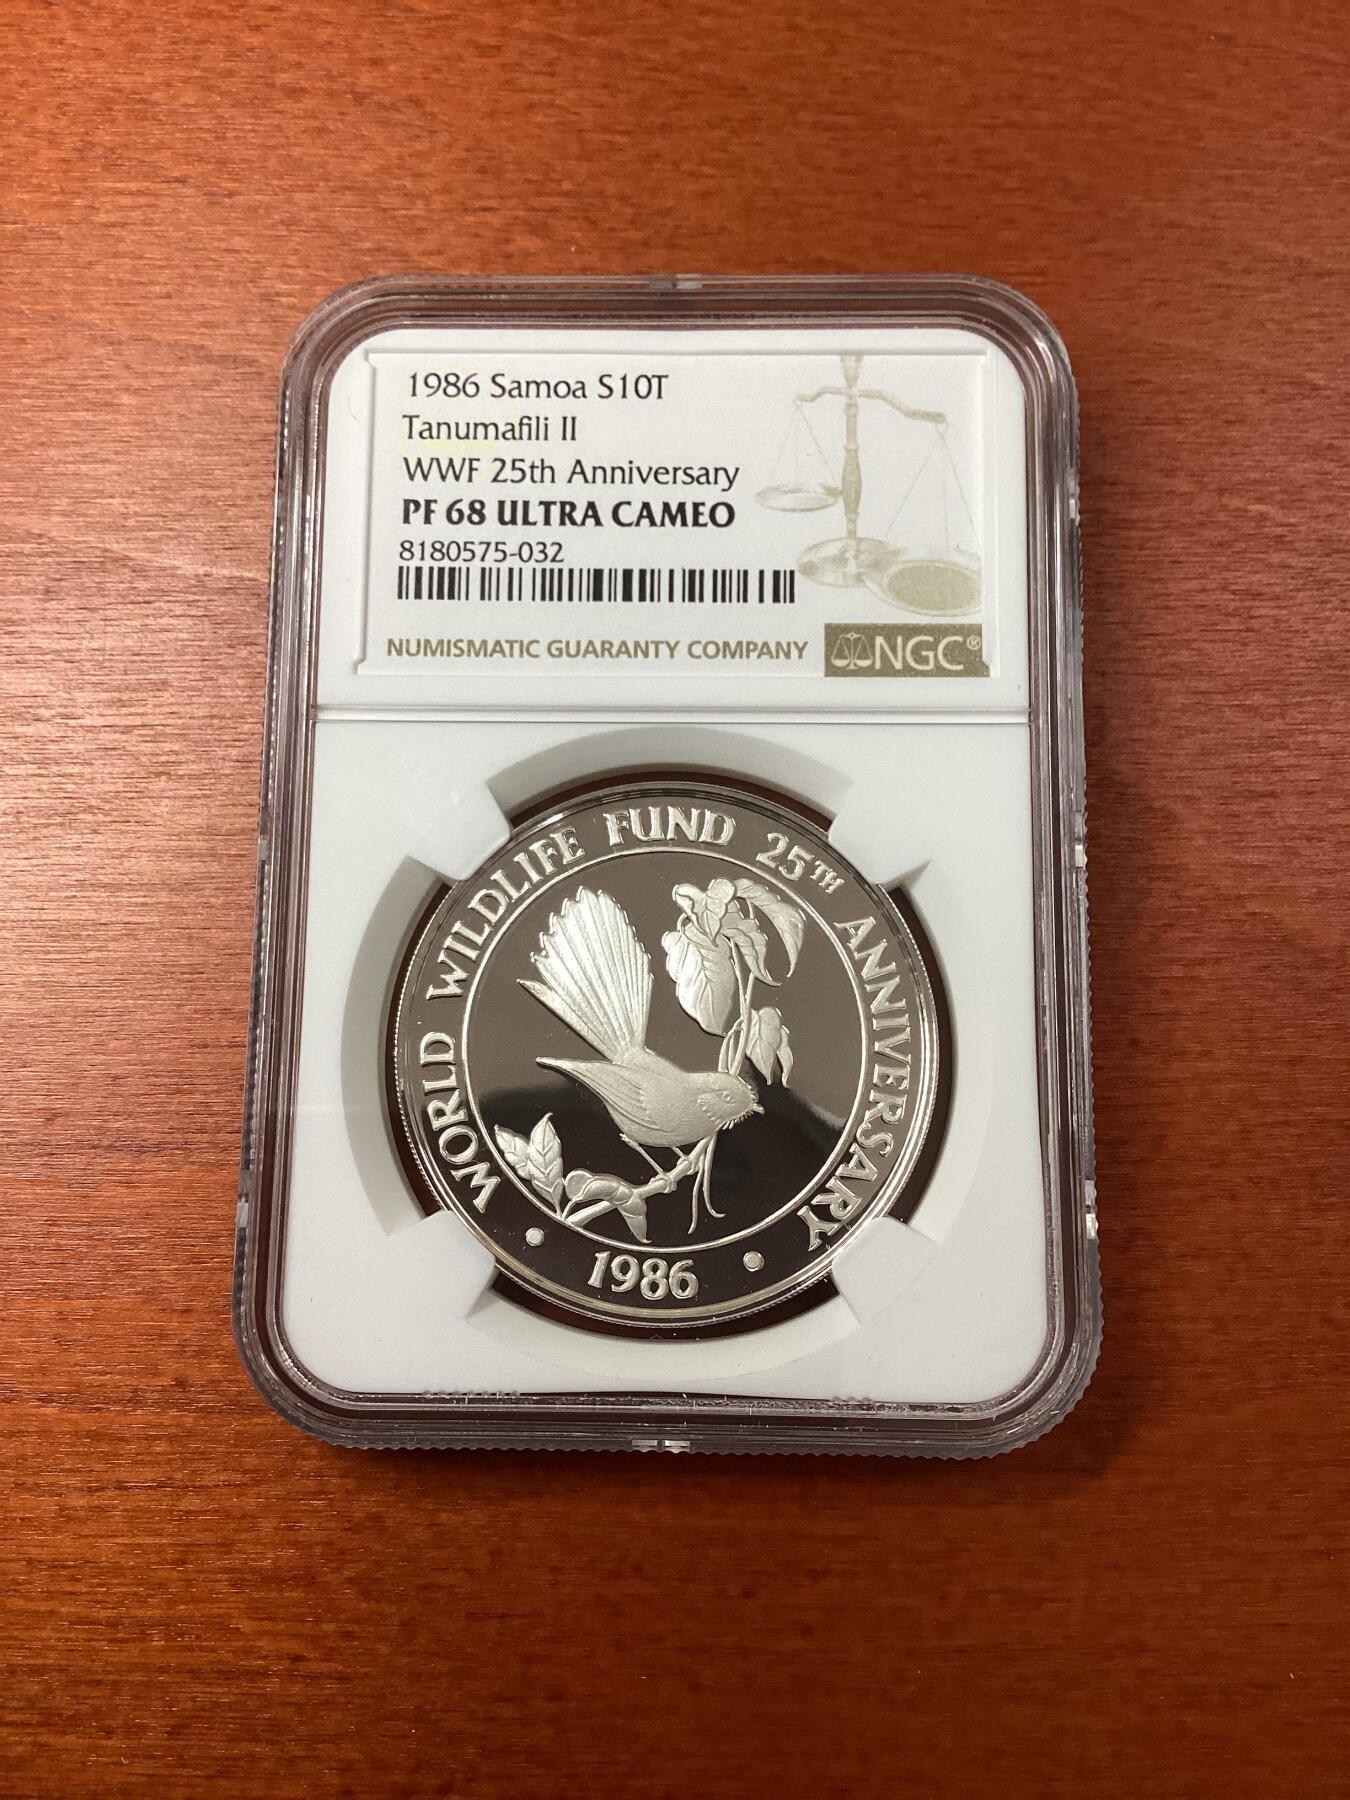 1986 Samoa S10T
Tanumafili II
WWF 25th Anniversary
PF 68 ULTRA CAMEO
8180575-032
NUMISMATIC GUARANTY COMPANY
NGC®
WORLD WILDLIFE FUND 25TH ANNIVERSARY
• 1986 •